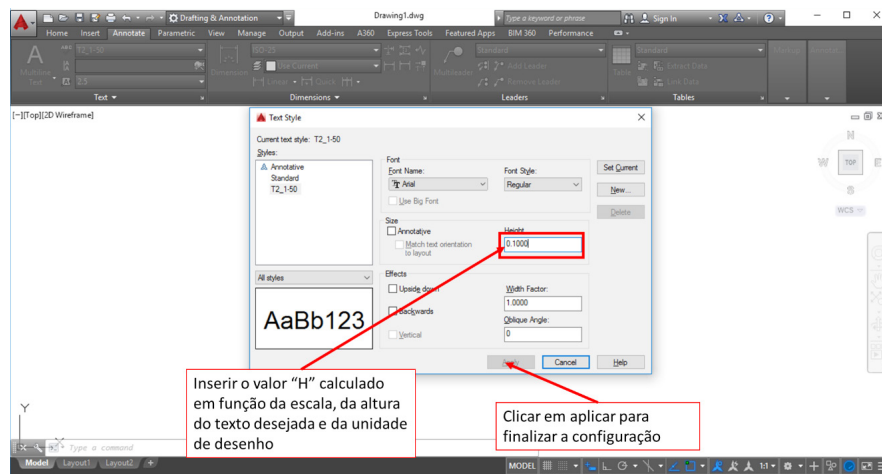 Drafting & Annotation
Drawing1.dwg
Type a keyword or phrase
Sign In
Home Insert Annotate Parametric View Manage Output Add-ins A360 Express Tools Featured Apps BIM 360 Performance
ABC T2_1-50
ISO-25
Standard
Standard
Multiline
Text
2.5
Dimension
Use Current
Linear
Quick
Multileader
Add Leader
Remove Leader
Table
Extract Data
Link Data
Text
Dimensions
Leaders
Tables
[-][Top][2D Wireframe]
N
W TOP E
S
WCS
Text Style
Current text style: T2_1-50
Styles:
Annotative
Standard
T2_1-50
All styles
AaBb123
Font
Font Name:
Arial
Font Style:
Regular
Use Big Font
Size
Annotative
Match text orientation
to layout
Height
0.1000
Effects
Upside down
Backwards
Vertical
Width Factor:
1.0000
Oblique Angle:
0
Set Current
New...
Delete
Apply
Cancel
Help
Inserir o valor “H” calculado
em função da escala, da altura
do texto desejada e da unidade
de desenho
Clicar em aplicar para
finalizar a configuração
Y
X
Type a command
Model Layout1 Layout2 +
MODEL
1:1